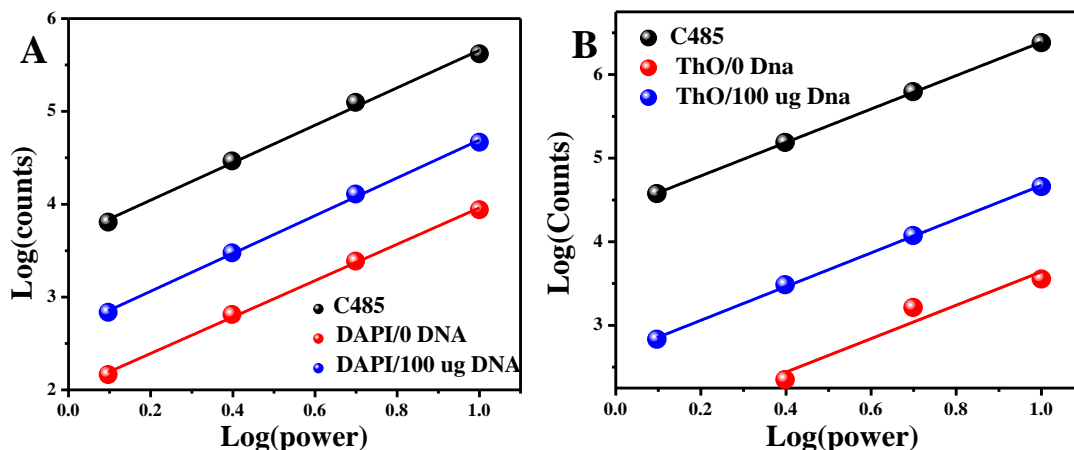 A
Log(counts)
6
5
4
3
2
C485
DAPI/0 DNA
DAPI/100 ug DNA
0.0 0.2 0.4 0.6 0.8 1.0
Log(power)
B
Log(Counts)
6
5
4
3
C485
ThO/0 Dna
ThO/100 ug Dna
0.0 0.2 0.4 0.6 0.8 1.0
Log(power)